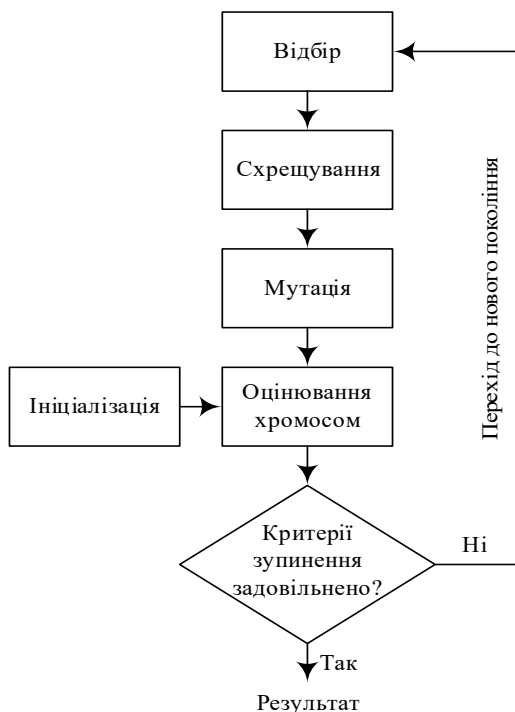 Відбір
Схрещування
Мутація
Ініціалізація
Оцінювання
хромосом
Критерії
зупинення
задовільнено?
Ні
Перехід до нового покоління
Так
Результат